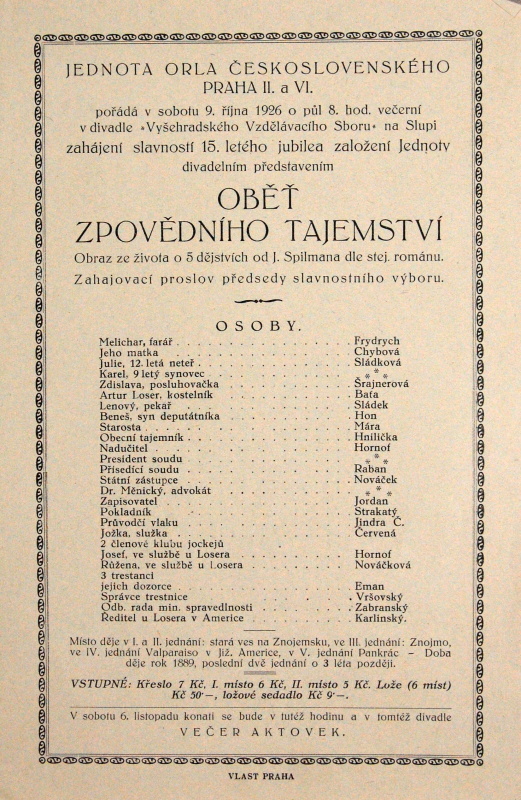 JEDNOTA ORLA ČESKOSLOVENSKÉHO
PRAHA II. a VI.
pořádá v sobotu 9. října 1926 o půl 8. hod. večerní
v divadle „Vyšehradského Vzdělávacího Sboru“ na Slupi
zahájení slavností 15. letého jubilea založení Jednoty
divadelním představením
OBĚŤ
ZPOVĚDNÍHO TAJEMSTVÍ
Obraz ze života o 5 dějstvích od J. Spilmana dle stej. románu.
Zahajovací proslov předsedy slavnostního výboru.
OSOBY.
Melichar, farář . . . . . . . . . . . . . . . Frydrych
Jeho matka . . . . . . . . . . . . . . . Chybová
Julie, 12. letá neteř . . . . . . . . . . . . . Sládková
Karel, 9 letý synovec . . . . . . . . . . . . * * *
Zdislava, posluhovačka . . . . . . . . . . . Šrajnerová
Artur Loser, kostelník . . . . . . . . . . . . Baťa
Lenový, pekař . . . . . . . . . . . . . Sládek
Beneš, syn deputátníka . . . . . . . . . . . Hon
Starosta . . . . . . . . . . . . . . . . Mára
Obecní tajemník . . . . . . . . . . . . . . Hnilička
Nadučitel . . . . . . . . . . . . . . . Hornof
President soudu . . . . . . . . . . . . . . * * *
Přísedící soudu . . . . . . . . . . . . . . Raban
Státní zástupce . . . . . . . . . . . . . . Nováček
Dr. Měnický, advokát . . . . . . . . . . . . * * *
Zapisovatel . . . . . . . . . . . . . . . Jordan
Pokladník . . . . . . . . . . . . . . . Strakatý
Průvodčí vlaku . . . . . . . . . . . . . . Jindra Č.
Jožka, služka . . . . . . . . . . . . . . Červená
2 členové klubu jockejů
Josef, ve službě u Losera . . . . . . . . . Hornof
Růžena, ve službě u Losera . . . . . . . . . Nováčková
3 trestanci
jejich dozorce . . . . . . . . . . . . . . Eman
Správce trestnice . . . . . . . . . . . . . Vršovský
Odb. rada min. spravedlnosti . . . . . . . . Zabranský
Ředitel u Losera v Americe . . . . . . . . . Karlinský.
Místo děje v I. a II. jednání: stará ves na Znojemsku, ve III. jednání: Znojmo,
ve IV. jednání Valparaiso v Již. Americe, v V. jednání Pankrác – Doba
děje rok 1889, poslední dvě jednání o 3 léta později.
VSTUPNÉ: Křeslo 7 Kč, I. místo 6 Kč, II. místo 5 Kč. Lože (6 míst)
Kč 50·–, ložové sedadlo Kč 9·–.
V sobotu 6. listopadu konati se bude v tutéž hodinu a v tomtéž divadle
VEČER AKTOVEK.
VLAST PRAHA